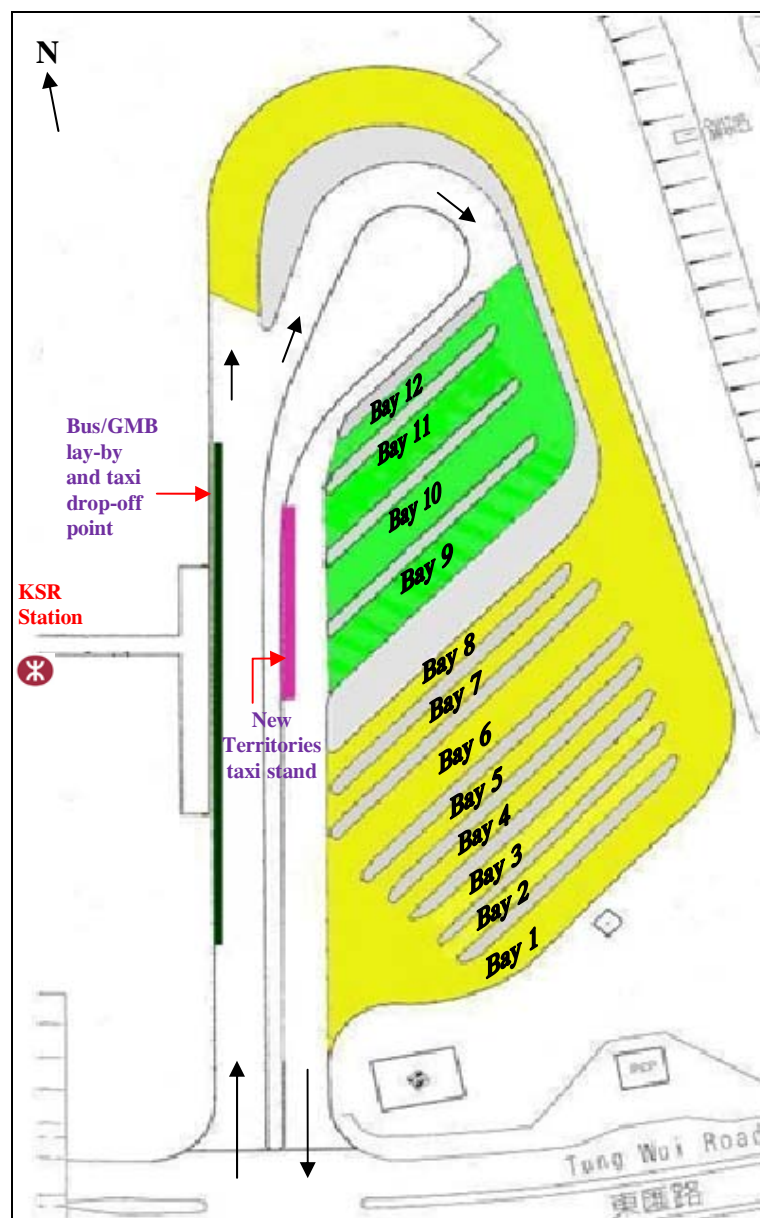 N
Bus/GMB
lay-by
and taxi
drop-off
point
KSR
Station
New
Territories
taxi stand
Bay 12
Bay 11
Bay 10
Bay 9
Bay 8
Bay 7
Bay 6
Bay 5
Bay 4
Bay 3
Bay 2
Bay 1
Tung Wui Road
東匯路